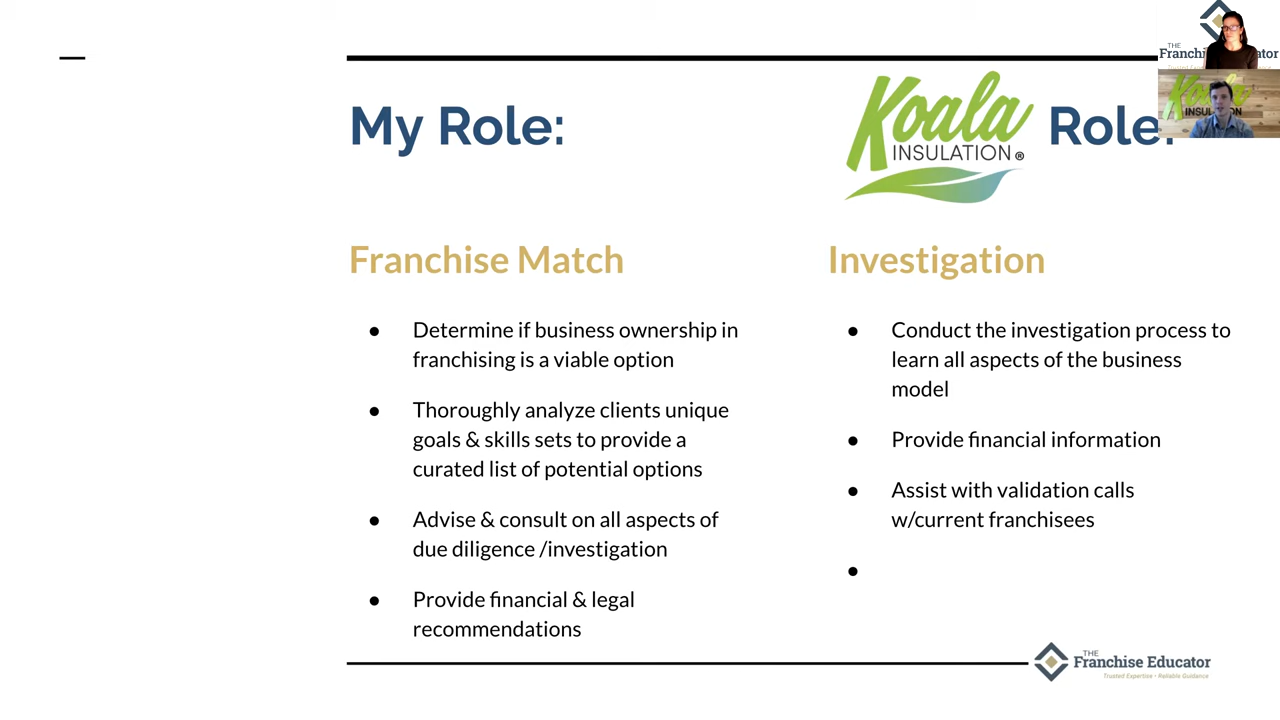 My Role:
Koala
INSULATION®
Role:
Franchise Match
● Determine if business ownership in
franchising is a viable option
● Thoroughly analyze clients unique
goals & skills sets to provide a
curated list of potential options
● Advise & consult on all aspects of
due diligence /investigation
● Provide financial & legal
recommendations
Investigation
● Conduct the investigation process to
learn all aspects of the business
model
● Provide financial information
● Assist with validation calls
w/current franchisees
●
THE
Franchise Educator
Trusted Expertise • Reliable Guidance
THE
Koala